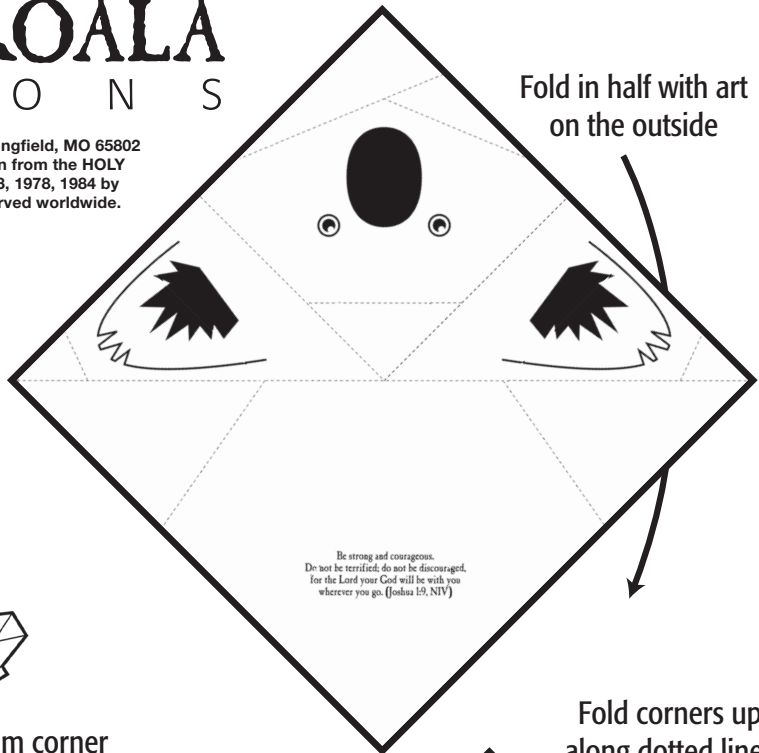 KOALA
O N S
ngfield, MO 65802
n from the HOLY
3, 1978, 1984 by
rved worldwide.
Fold in half with art
on the outside
Be strong and courageous.
Do not be terrified; do not be discouraged,
for the Lord your God will be with you
wherever you go. (Joshua 1:9, NIV)
Fold corners up
along dotted line
m corner